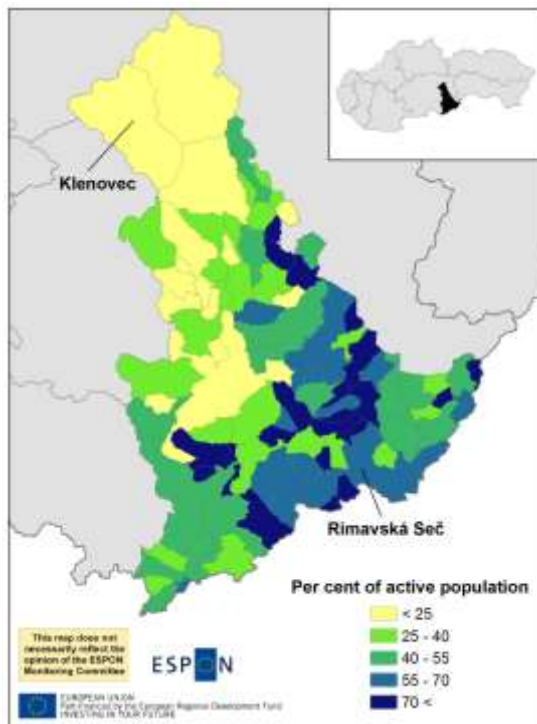 Klenovec
Rimavská Seč
Per cent of active population
< 25
25 - 40
40 - 55
55 - 70
70 <
This map does not
necessarily reflect the
opinion of the ESPON
Monitoring Committee
ESPON
EUROPEAN UNION
Part-financed by the European Regional Development Fund
INVESTING IN YOUR FUTURE